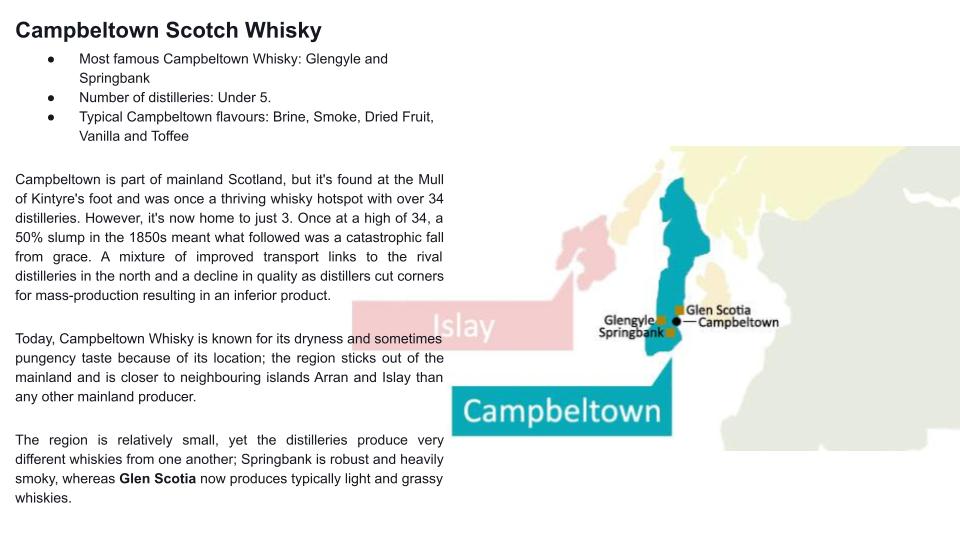 Campbeltown Scotch Whisky
● Most famous Campbeltown Whisky: Glengyle and
Springbank
● Number of distilleries: Under 5.
● Typical Campbeltown flavours: Brine, Smoke, Dried Fruit,
Vanilla and Toffee
Campbeltown is part of mainland Scotland, but it's found at the Mull
of Kintyre's foot and was once a thriving whisky hotspot with over 34
distilleries. However, it's now home to just 3. Once at a high of 34, a
50% slump in the 1850s meant what followed was a catastrophic fall
from grace. A mixture of improved transport links to the rival
distilleries in the north and a decline in quality as distillers cut corners
for mass-production resulting in an inferior product.
Today, Campbeltown Whisky is known for its dryness and sometimes
pungency taste because of its location; the region sticks out of the
mainland and is closer to neighbouring islands Arran and Islay than
any other mainland producer.
The region is relatively small, yet the distilleries produce very
different whiskies from one another; Springbank is robust and heavily
smoky, whereas Glen Scotia now produces typically light and grassy
whiskies.
Islay
Glen Scotia
Glengyle
Campbeltown
Springbank
Campbeltown